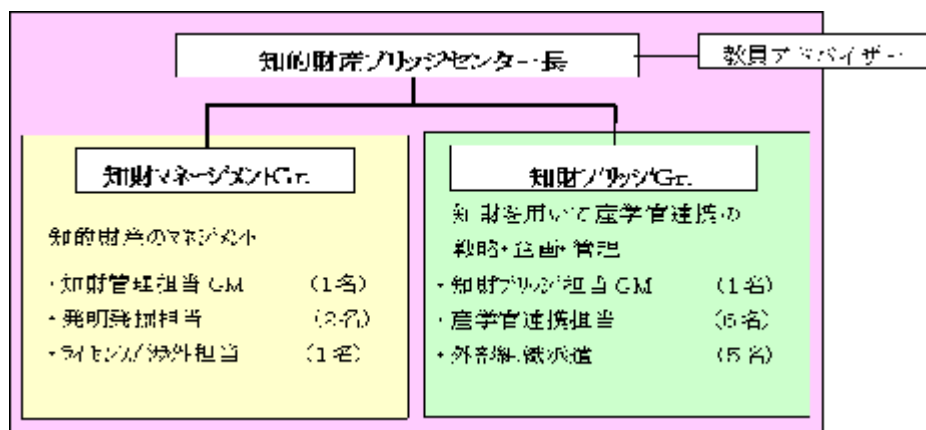 知的財産ブリッジセンター長
教員アドバイザー
知財マネージメントGr.
知的財産のマネジメント
・知財管理担当GM (1名)
・発明発掘担当 (2名)
・ライセンス/渉外担当 (1名)
知財ブリッジGr.
知財を用いて産学官連携の
戦略・企画・管理
・知財ブリッジ担当GM (1名)
・産学官連携担当 (6名)
・外部組織派遣 (5名)